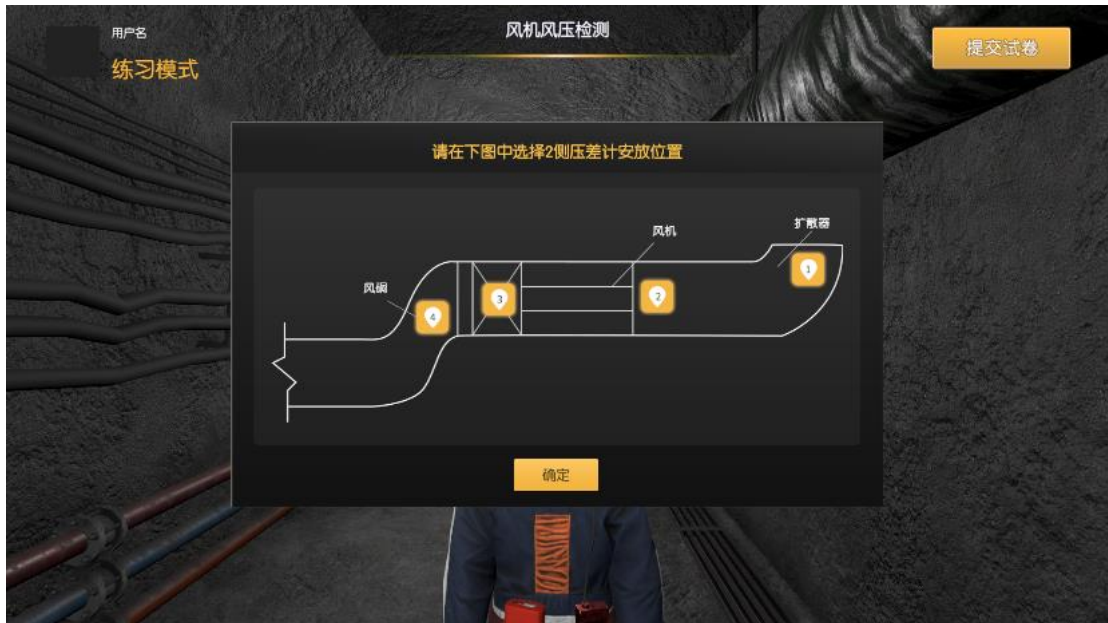 用户名
练习模式
风机风压检测
提交试卷
请在下图中选择2侧压差计安放位置
扩散器
风机
1
风硐
3
2
4
确定